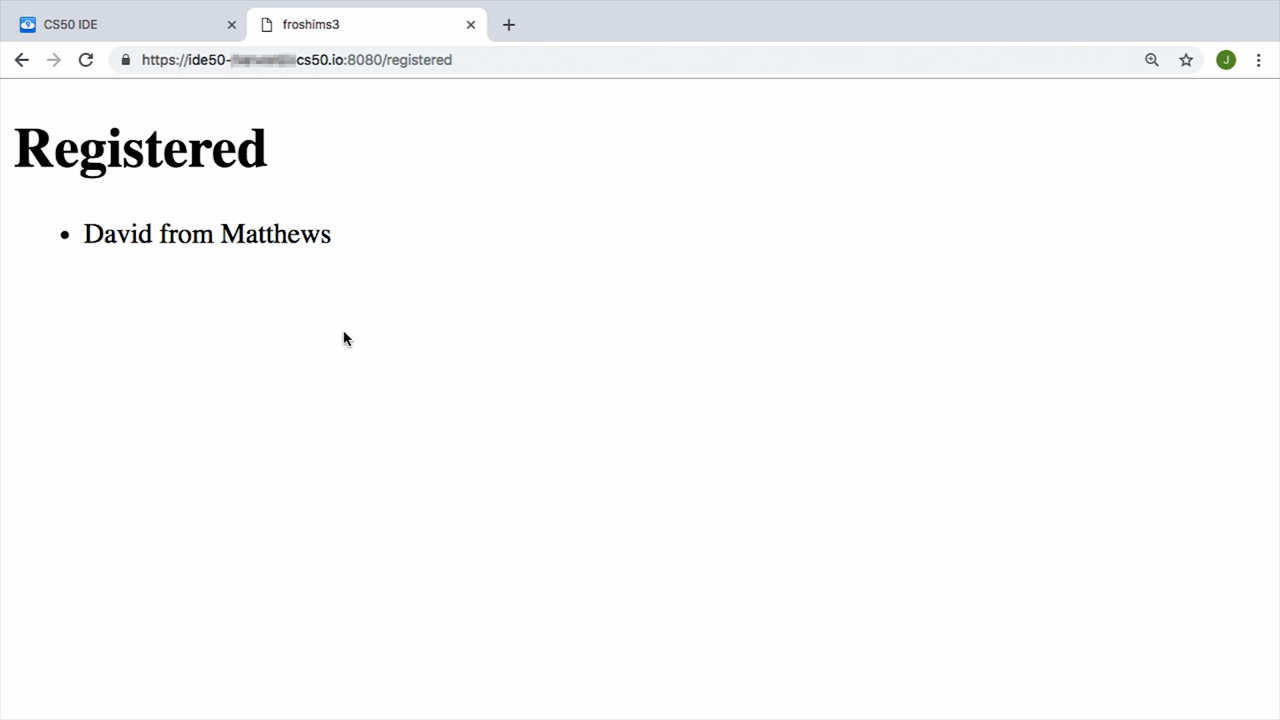 CS50 IDE
froshims3
https://ide50-cs50.io:8080/registered
J
Registered
• David from Matthews